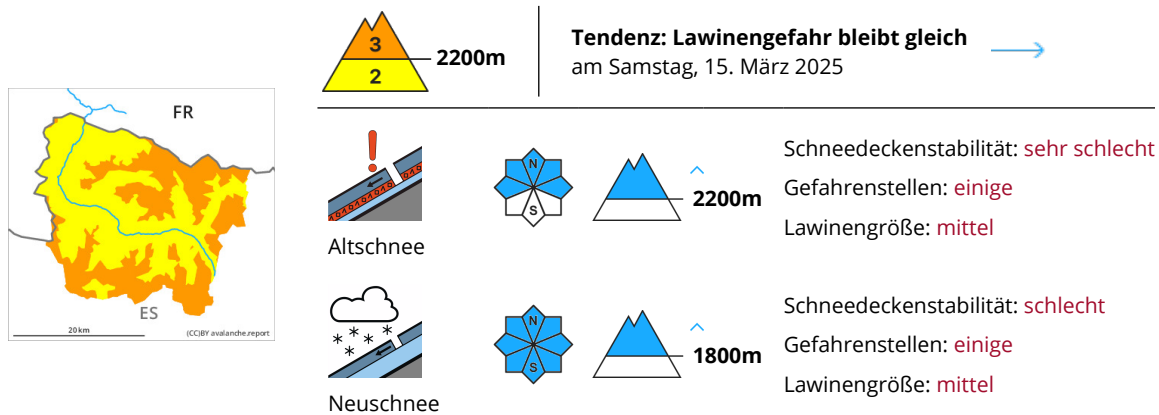 3
2200m
2
Tendenz: Lawinengefahr bleibt gleich
am Samstag, 15. März 2025
FR
ES
20 km
(CC)BY avalanche.report
N
S
2200m
Altschnee
Schneedeckenstabilität: sehr schlecht
Gefahrenstellen: einige
Lawinengröße: mittel
N
S
1800m
Neuschnee
Schneedeckenstabilität: schlecht
Gefahrenstellen: einige
Lawinengröße: mittel